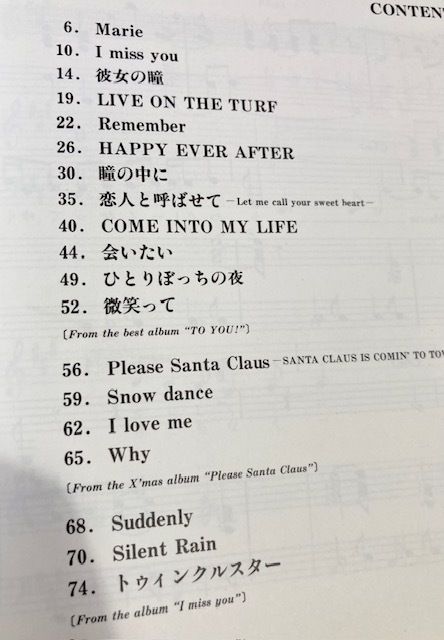 CONTENT
6. Marie
10. I miss you
14. 彼女の瞳
19. LIVE ON THE TURF
22. Remember
26. HAPPY EVER AFTER
30. 瞳の中に
35. 恋人と呼ばせて －Let me call your sweet heart－
40. COME INTO MY LIFE
44. 会いたい
49. ひとりぼっちの夜
52. 微笑って
〔From the best album “TO YOU!”〕
56. Please Santa Claus －SANTA CLAUS IS COMIN' TO TOW
59. Snow dance
62. I love me
65. Why
〔From the X'mas album “Please Santa Claus”〕
68. Suddenly
70. Silent Rain
74. トゥィンクルスター
〔From the album “I miss you”〕